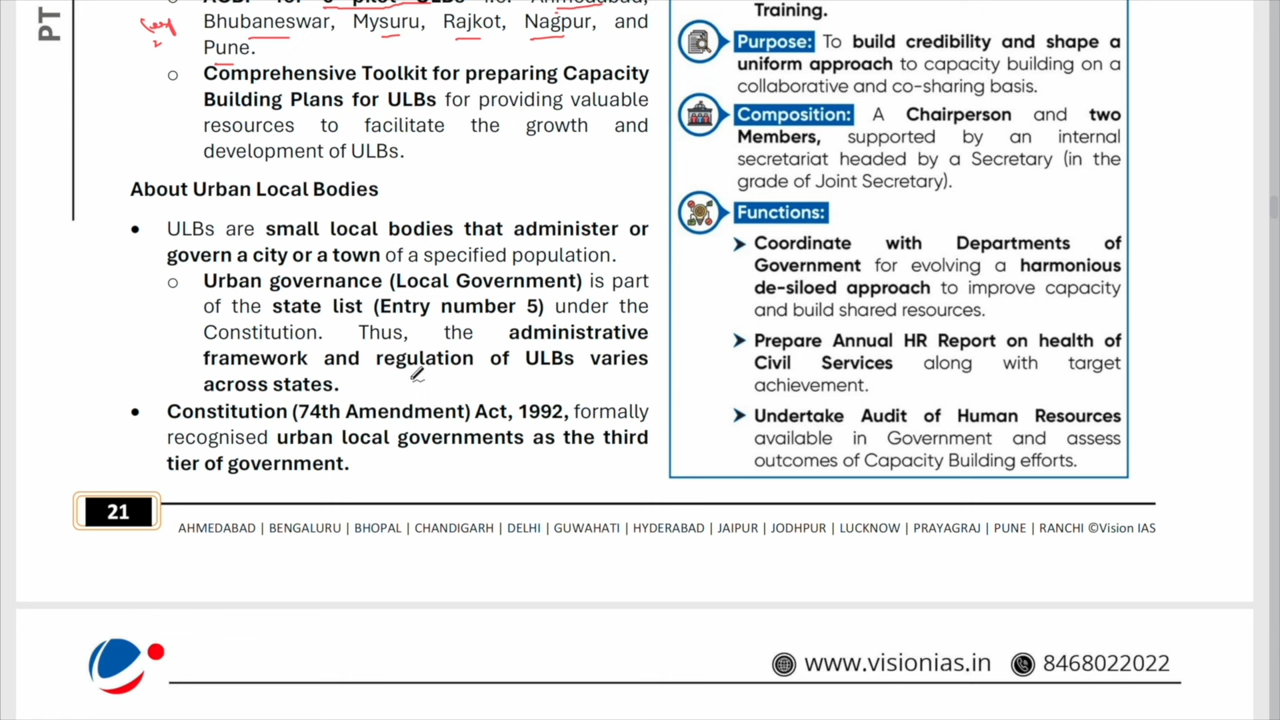 PT
ACBP for 6 pilot ULBs i.e. Ahmedabad,
Bhubaneswar, Mysuru, Rajkot, Nagpur, and
Pune.
o Comprehensive Toolkit for preparing Capacity
Building Plans for ULBs for providing valuable
resources to facilitate the growth and
development of ULBs.
About Urban Local Bodies
• ULBs are small local bodies that administer or
govern a city or a town of a specified population.
o Urban governance (Local Government) is part
of the state list (Entry number 5) under the
Constitution. Thus, the administrative
framework and regulation of ULBs varies
across states.
• Constitution (74th Amendment) Act, 1992, formally
recognised urban local governments as the third
tier of government.
Training.
Purpose: To build credibility and shape a
uniform approach to capacity building on a
collaborative and co-sharing basis.
Composition: A Chairperson and two
Members, supported by an internal
secretariat headed by a Secretary (in the
grade of Joint Secretary).
Functions:
Coordinate with Departments of
Government for evolving a harmonious
de-siloed approach to improve capacity
and build shared resources.
Prepare Annual HR Report on health of
Civil Services along with target
achievement.
Undertake Audit of Human Resources
available in Government and assess
outcomes of Capacity Building efforts.
21
AHMEDABAD | BENGALURU | BHOPAL | CHANDIGARH | DELHI | GUWAHATI | HYDERABAD | JAIPUR | JODHPUR | LUCKNOW | PRAYAGRAJ | PUNE | RANCHI ©Vision IAS
www.visionias.in 8468022022